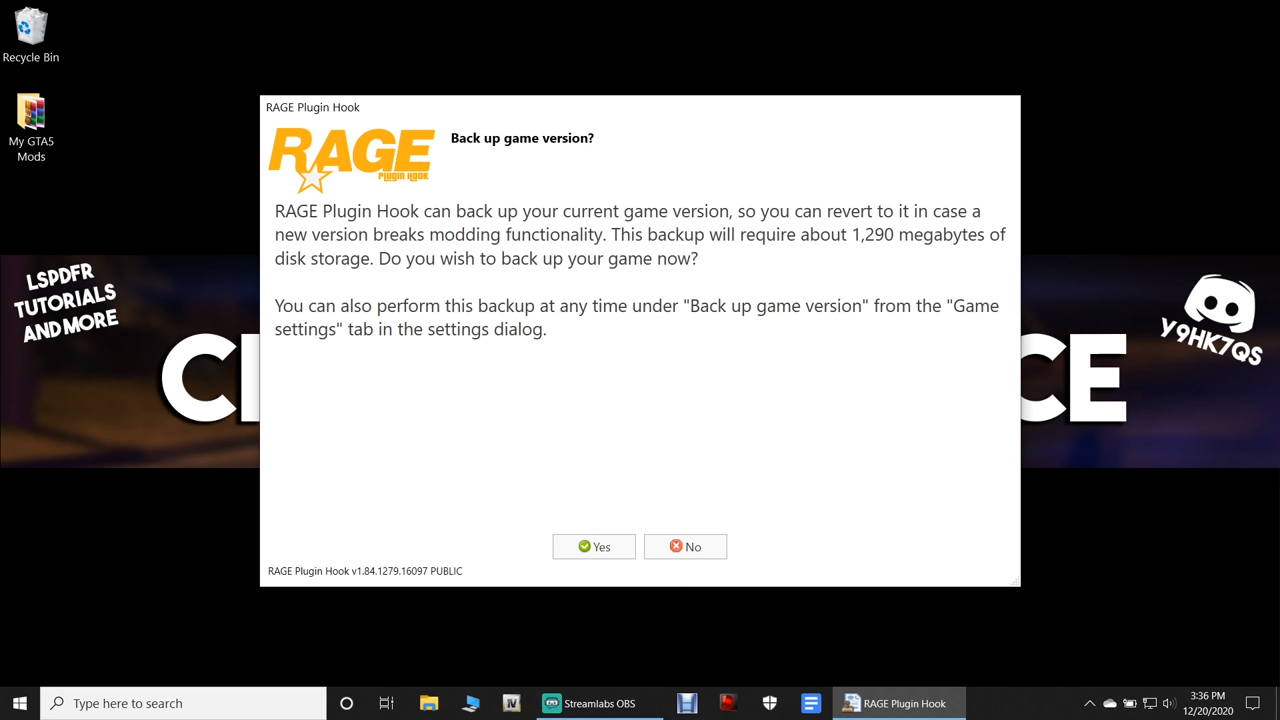 Recycle Bin
My GTA5
Mods
LSPDFR
TUTORIALS
AND MORE
RAGE Plugin Hook
RAGE
PLUGIN HOOK
Back up game version?
RAGE Plugin Hook can back up your current game version, so you can revert to it in case a
new version breaks modding functionality. This backup will require about 1,290 megabytes of
disk storage. Do you wish to back up your game now?
You can also perform this backup at any time under "Back up game version" from the "Game
settings" tab in the settings dialog.
Yes
No
RAGE Plugin Hook v1.84.1279.16097 PUBLIC
Y9HK7QS
CE
Type here to search
IV
Streamlabs OBS
RAGE Plugin Hook
3:36 PM
12/20/2020